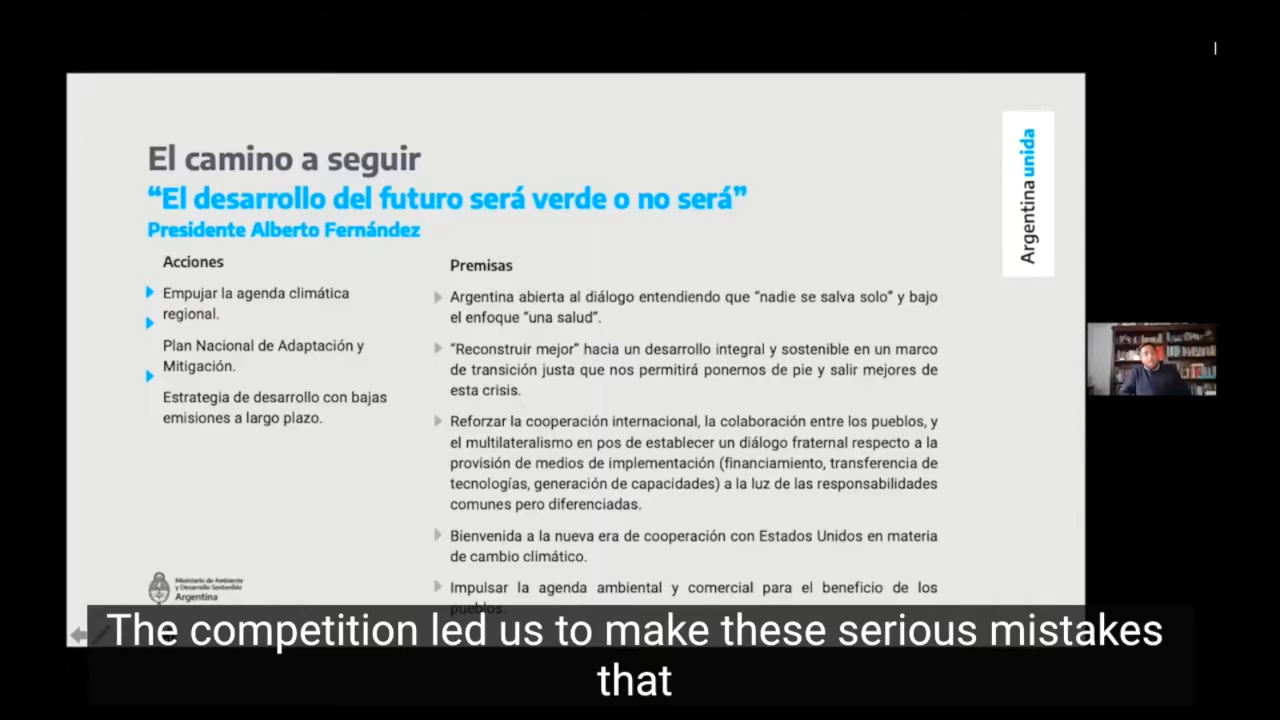 El camino a seguir
“El desarrollo del futuro será verde o no será”
Presidente Alberto Fernández
Acciones
Empujar la agenda climática
regional.
Plan Nacional de Adaptación y
Mitigación.
Estrategia de desarrollo con bajas
emisiones a largo plazo.
Premisas
Argentina abierta al diálogo entendiendo que “nadie se salva solo” y bajo
el enfoque “una salud”.
“Reconstruir mejor” hacia un desarrollo integral y sostenible en un marco
de transición justa que nos permitirá ponernos de pie y salir mejores de
esta crisis.
Reforzar la cooperación internacional, la colaboración entre los pueblos, y
el multilateralismo en pos de establecer un diálogo fraternal respecto a la
provisión de medios de implementación (financiamiento, transferencia de
tecnologías, generación de capacidades) a la luz de las responsabilidades
comunes pero diferenciadas.
Bienvenida a la nueva era de cooperación con Estados Unidos en materia
de cambio climático.
Impulsar la agenda ambiental y comercial para el beneficio de los
pueblos.
Argentina unida
Ministerio de Ambiente
y Desarrollo Sostenible
Argentina
The competition led us to make these serious mistakes
that